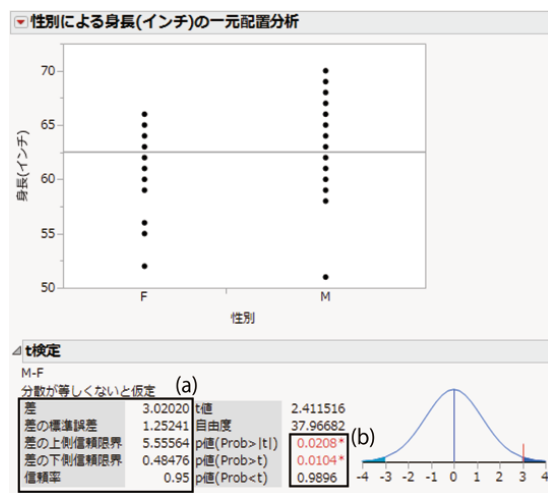 性別による身長(インチ)の一元配置分析
70
65
60
55
50
身長(インチ)
F M
性別
t検定
M-F
分散が等しくないと仮定 (a)
差 3.02020 t値 2.411516
差の標準誤差 1.25241 自由度 37.96682
差の上側信頼限界 5.55564 p値(Prob>|t|) 0.0208* (b)
差の下側信頼限界 0.48476 p値(Prob>t) 0.0104*
信頼率 0.95 p値(Prob<t) 0.9896
-4 -3 -2 -1 0 1 2 3 4